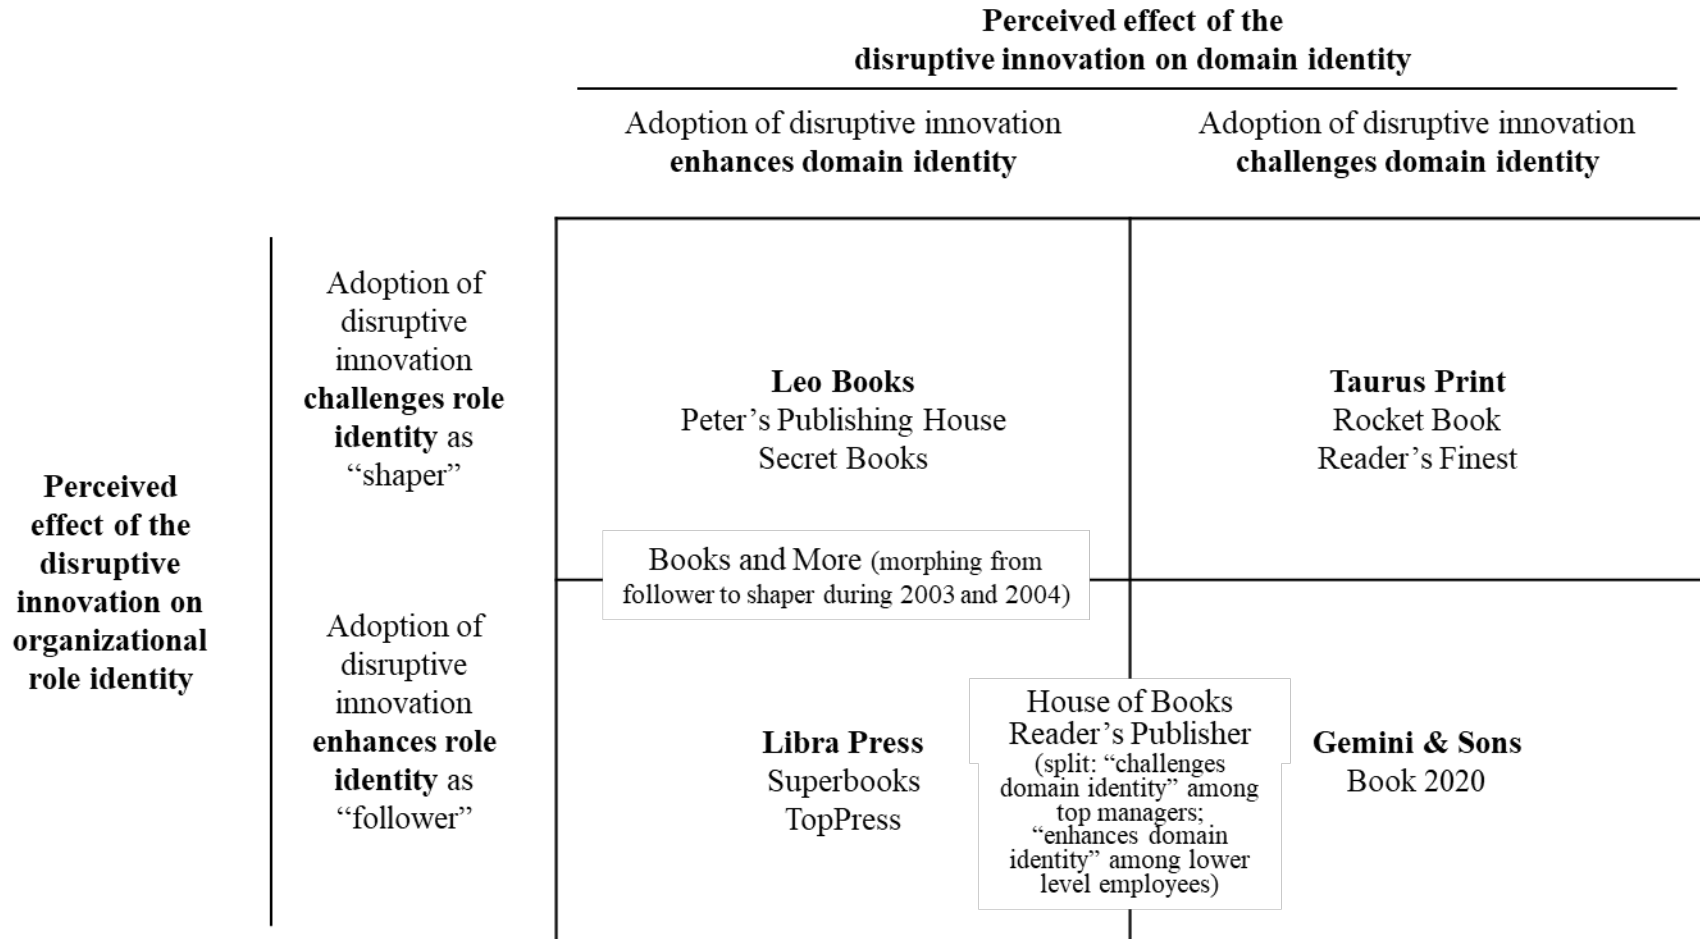 Perceived effect of the
disruptive innovation on domain identity
Adoption of disruptive innovation
enhances domain identity
Adoption of disruptive innovation
challenges domain identity
Perceived
effect of the
disruptive
innovation on
organizational
role identity
Adoption of
disruptive
innovation
challenges role
identity as
“shaper”
Leo Books
Peter’s Publishing House
Secret Books
Taurus Print
Rocket Book
Reader’s Finest
Books and More (morphing from
follower to shaper during 2003 and 2004)
Adoption of
disruptive
innovation
enhances role
identity as
“follower”
Libra Press
Superbooks
TopPress
House of Books
Reader’s Publisher
(split: “challenges
domain identity” among
top managers;
“enhances domain
identity” among lower
level employees)
Gemini & Sons
Book 2020